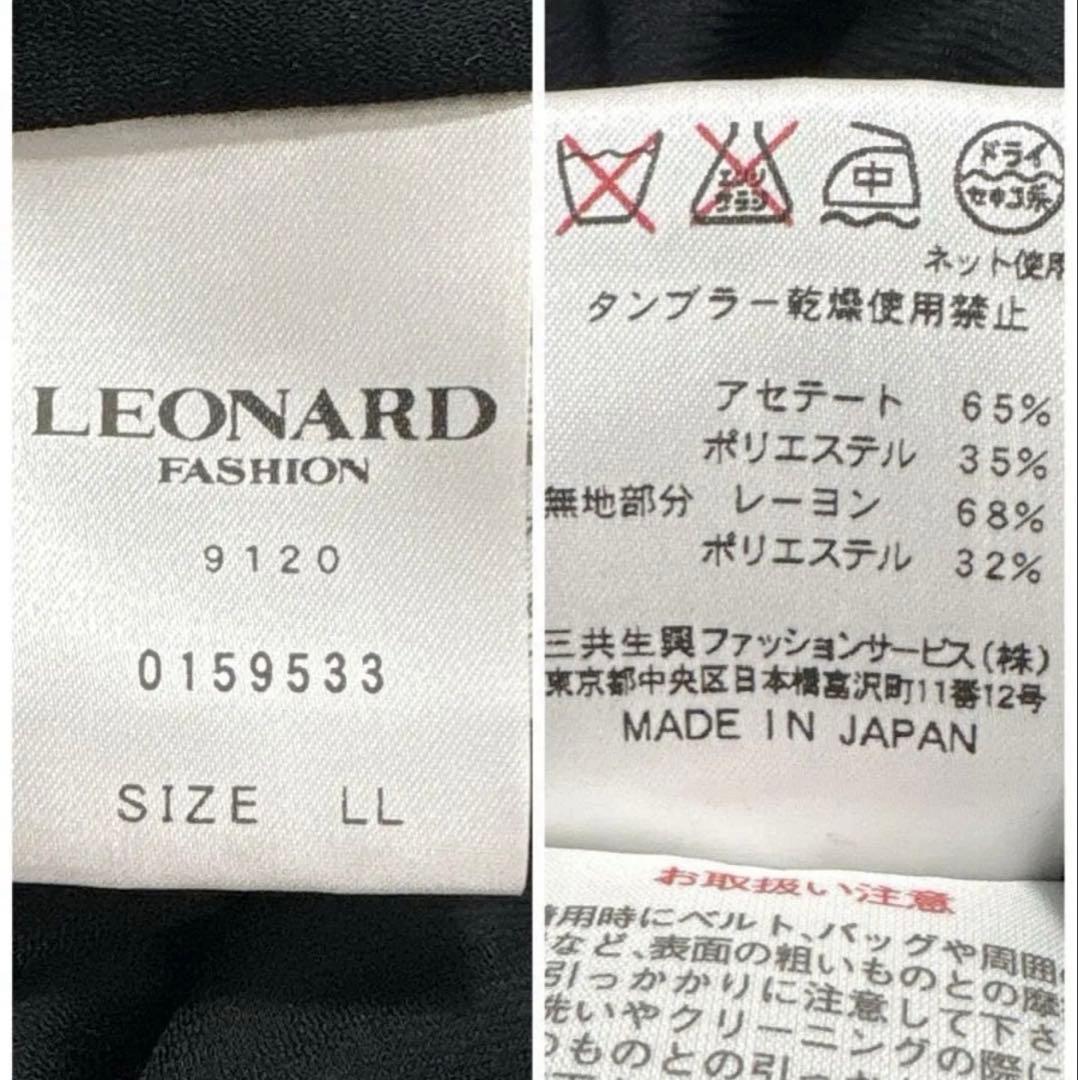 LEONARD
FASHION
9120
0159533
SIZE LL
エンソ
サラシ
中
ドライ
セキユ系
ネット使用
タンブラー乾燥使用禁止
アセテート 65%
ポリエステル 35%
無地部分 レーヨン 68%
ポリエステル 32%
三共生興ファッションサービス(株)
東京都中央区日本橋富沢町11番12号
MADE IN JAPAN
お取扱い注意
着用時にベルト、バッグや周囲の
など、表面の粗いものとの摩
引っかかりに注意して下さ
洗いやクリーニングの際に
のものとの引っ